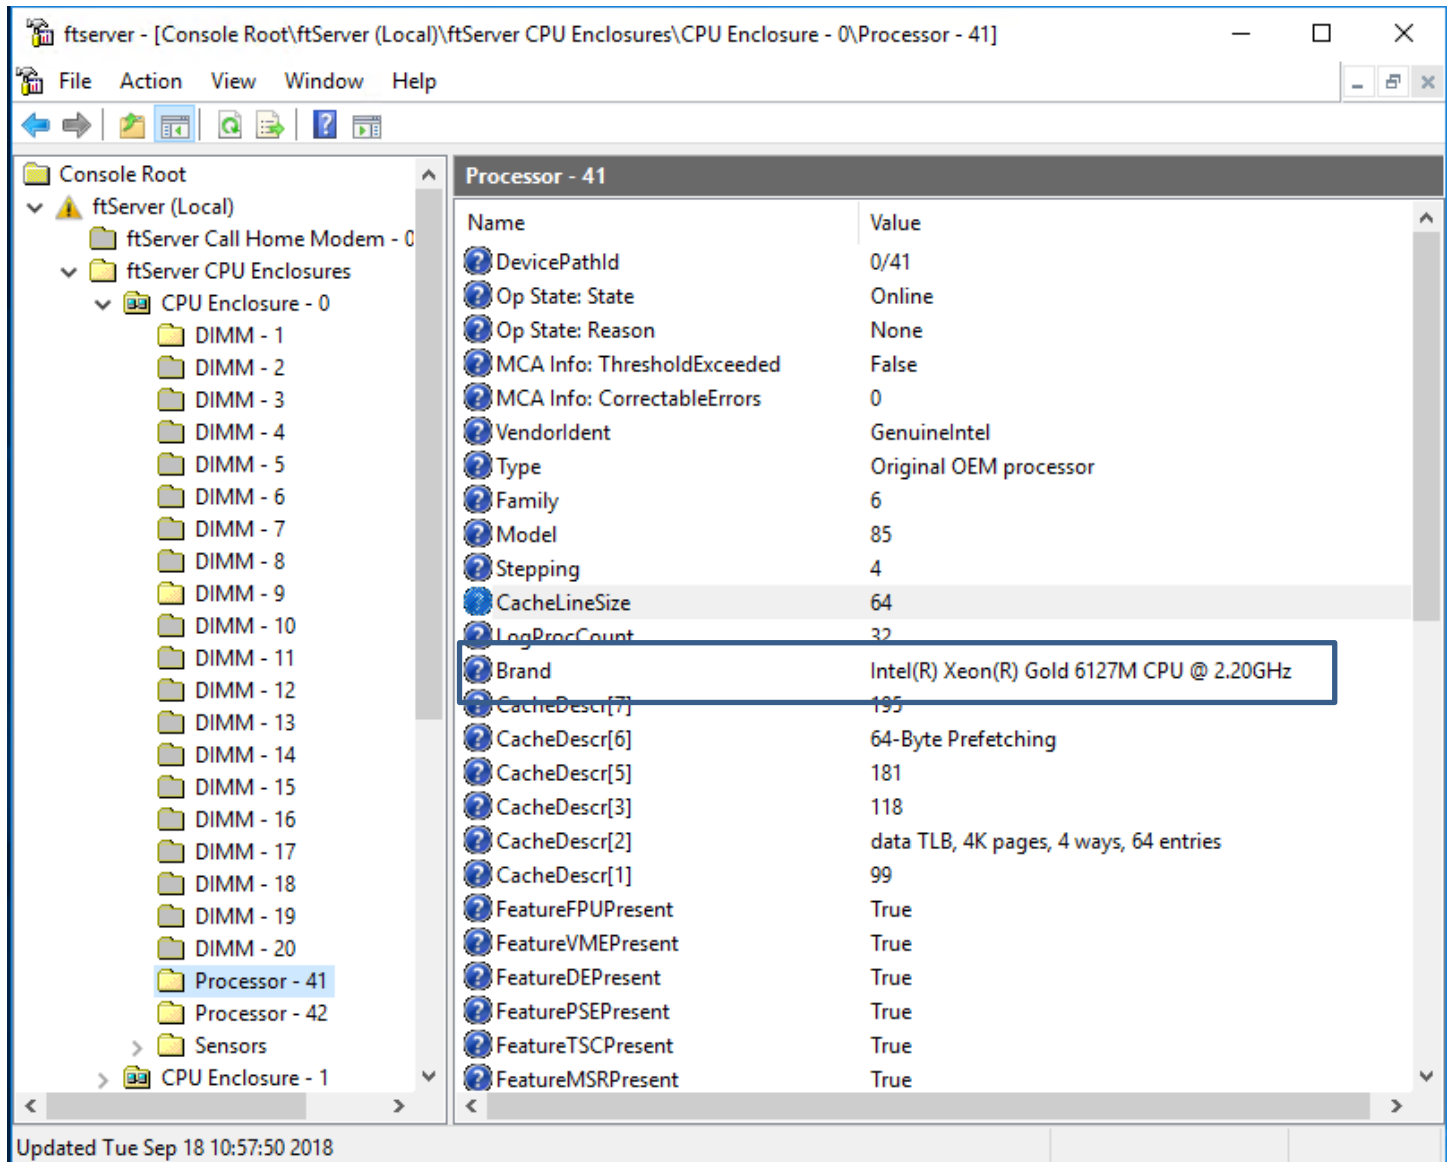 ftserver - [Console Root\ftServer (Local)\ftServer CPU Enclosures\CPU Enclosure - 0\Processor - 41]
File Action View Window Help
Console Root
ftServer (Local)
ftServer Call Home Modem - 0
ftServer CPU Enclosures
CPU Enclosure - 0
DIMM - 1
DIMM - 2
DIMM - 3
DIMM - 4
DIMM - 5
DIMM - 6
DIMM - 7
DIMM - 8
DIMM - 9
DIMM - 10
DIMM - 11
DIMM - 12
DIMM - 13
DIMM - 14
DIMM - 15
DIMM - 16
DIMM - 17
DIMM - 18
DIMM - 19
DIMM - 20
Processor - 41
Processor - 42
Sensors
CPU Enclosure - 1
Processor - 41
Name Value
DevicePathId 0/41
Op State: State Online
Op State: Reason None
MCA Info: ThresholdExceeded False
MCA Info: CorrectableErrors 0
VendorIdent GenuineIntel
Type Original OEM processor
Family 6
Model 85
Stepping 4
CacheLineSize 64
LogProcCount 32
Brand Intel(R) Xeon(R) Gold 6127M CPU @ 2.20GHz
CacheDescr[7] 195
CacheDescr[6] 64-Byte Prefetching
CacheDescr[5] 181
CacheDescr[3] 118
CacheDescr[2] data TLB, 4K pages, 4 ways, 64 entries
CacheDescr[1] 99
FeatureFPUPresent True
FeatureVMEPresent True
FeatureDEPresent True
FeaturePSEPresent True
FeatureTSCPresent True
FeatureMSRPresent True
Updated Tue Sep 18 10:57:50 2018